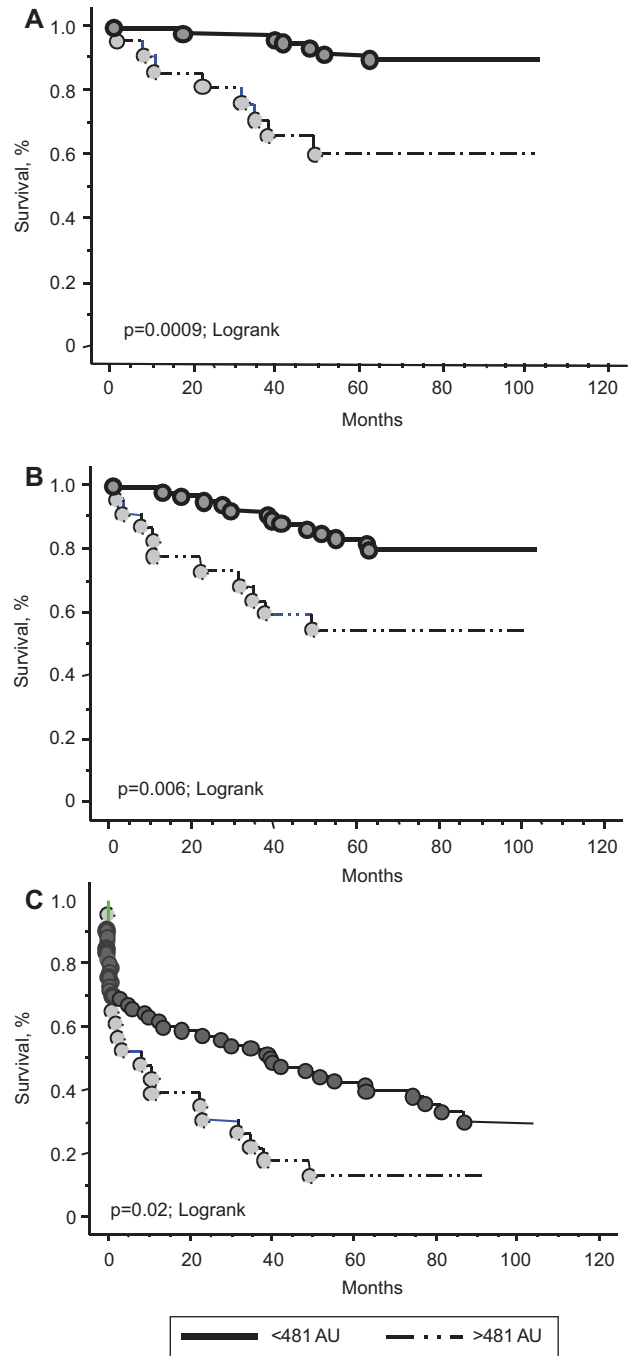 A
1.0
0.8
0.6
0.4
0.2
0
Survival, %
p=0.0009; Logrank
0 20 40 60 80 100 120
Months
B
1.0
0.8
0.6
0.4
0.2
0
Survival, %
p=0.006; Logrank
0 20 40 60 80 100 120
Months
C
1.0
0.8
0.6
0.4
0.2
0
Survival, %
p=0.02; Logrank
0 20 40 60 80 100 120
Months
<481 AU >481 AU